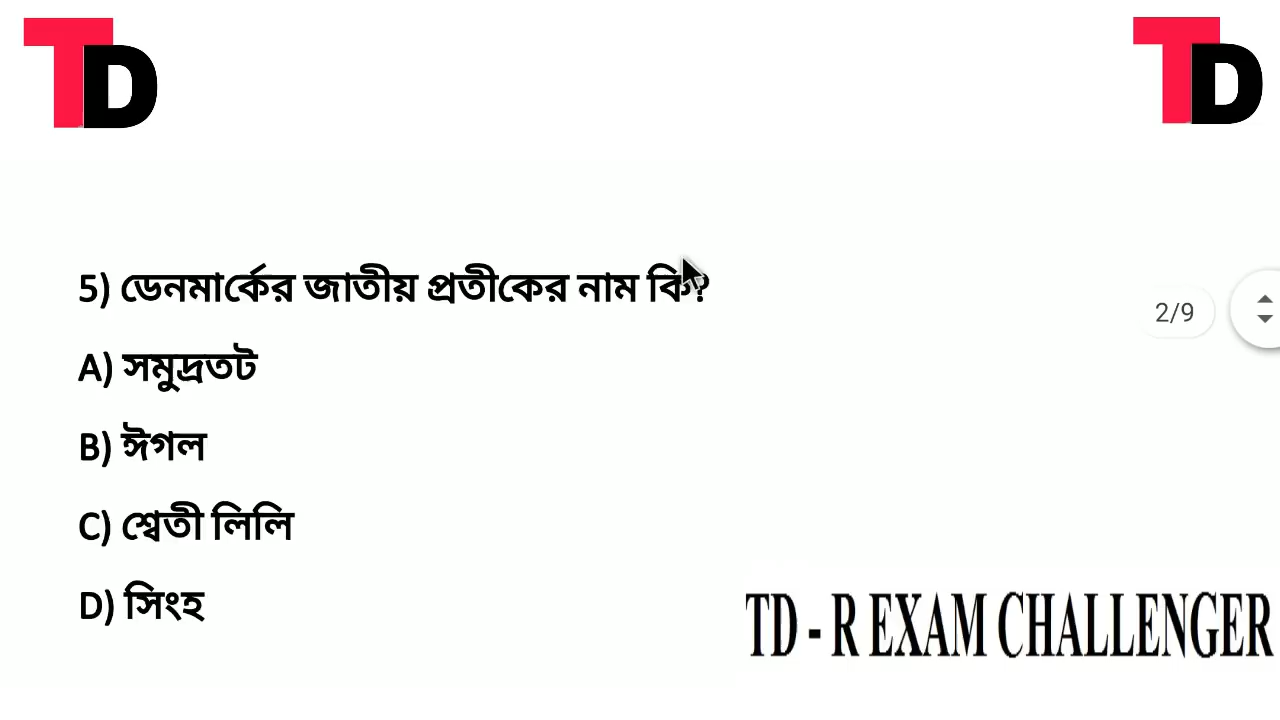 TD
TD
5) ডেনমার্কের জাতীয় প্রতীকের নাম কি?
2/9
A) সমুদ্রতট
B) ঈগল
C) শ্বেতী লিলি
D) সিংহ
TD - R EXAM CHALLENGER